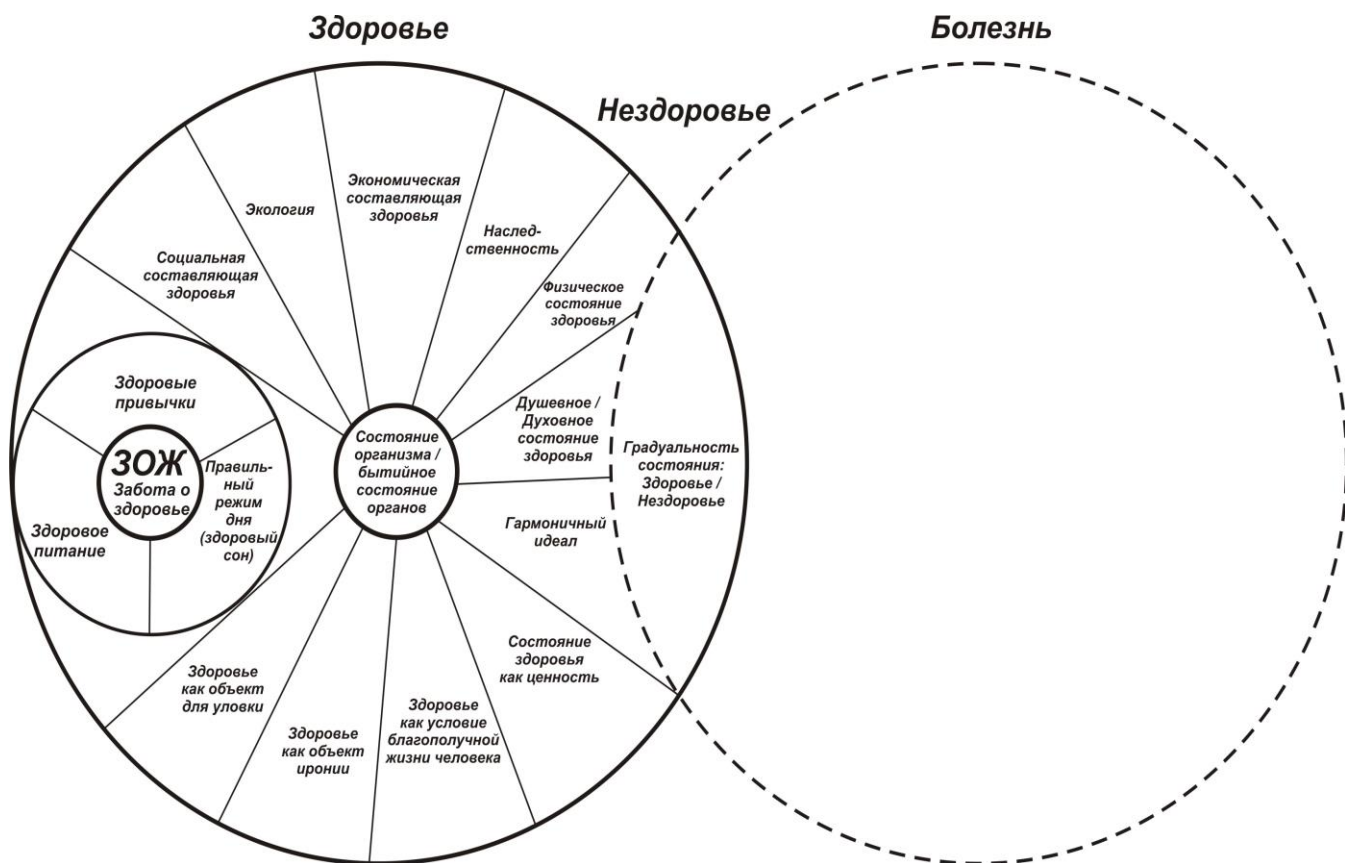 Здоровье
Болезнь
Нездоровье
Экономическая
составляющая
здоровья
Экология
Наслед-
ственность
Социальная
составляющая
здоровья
Физическое
состояние
здоровья
Здоровые
привычки
ЗОЖ
Забота о
здоровье
Правиль-
ный
режим
дня
(здоровый
сон)
Здоровое
питание
Состояние
организма /
бытийное
состояние
органов
Душевное /
Духовное
состояние
здоровья
Градуальность
состояния:
Здоровье /
Нездоровье
Гармоничный
идеал
Состояние
здоровья
как ценность
Здоровье
как объект
для уловки
Здоровье
как объект
иронии
Здоровье
как условие
благополучной
жизни человека